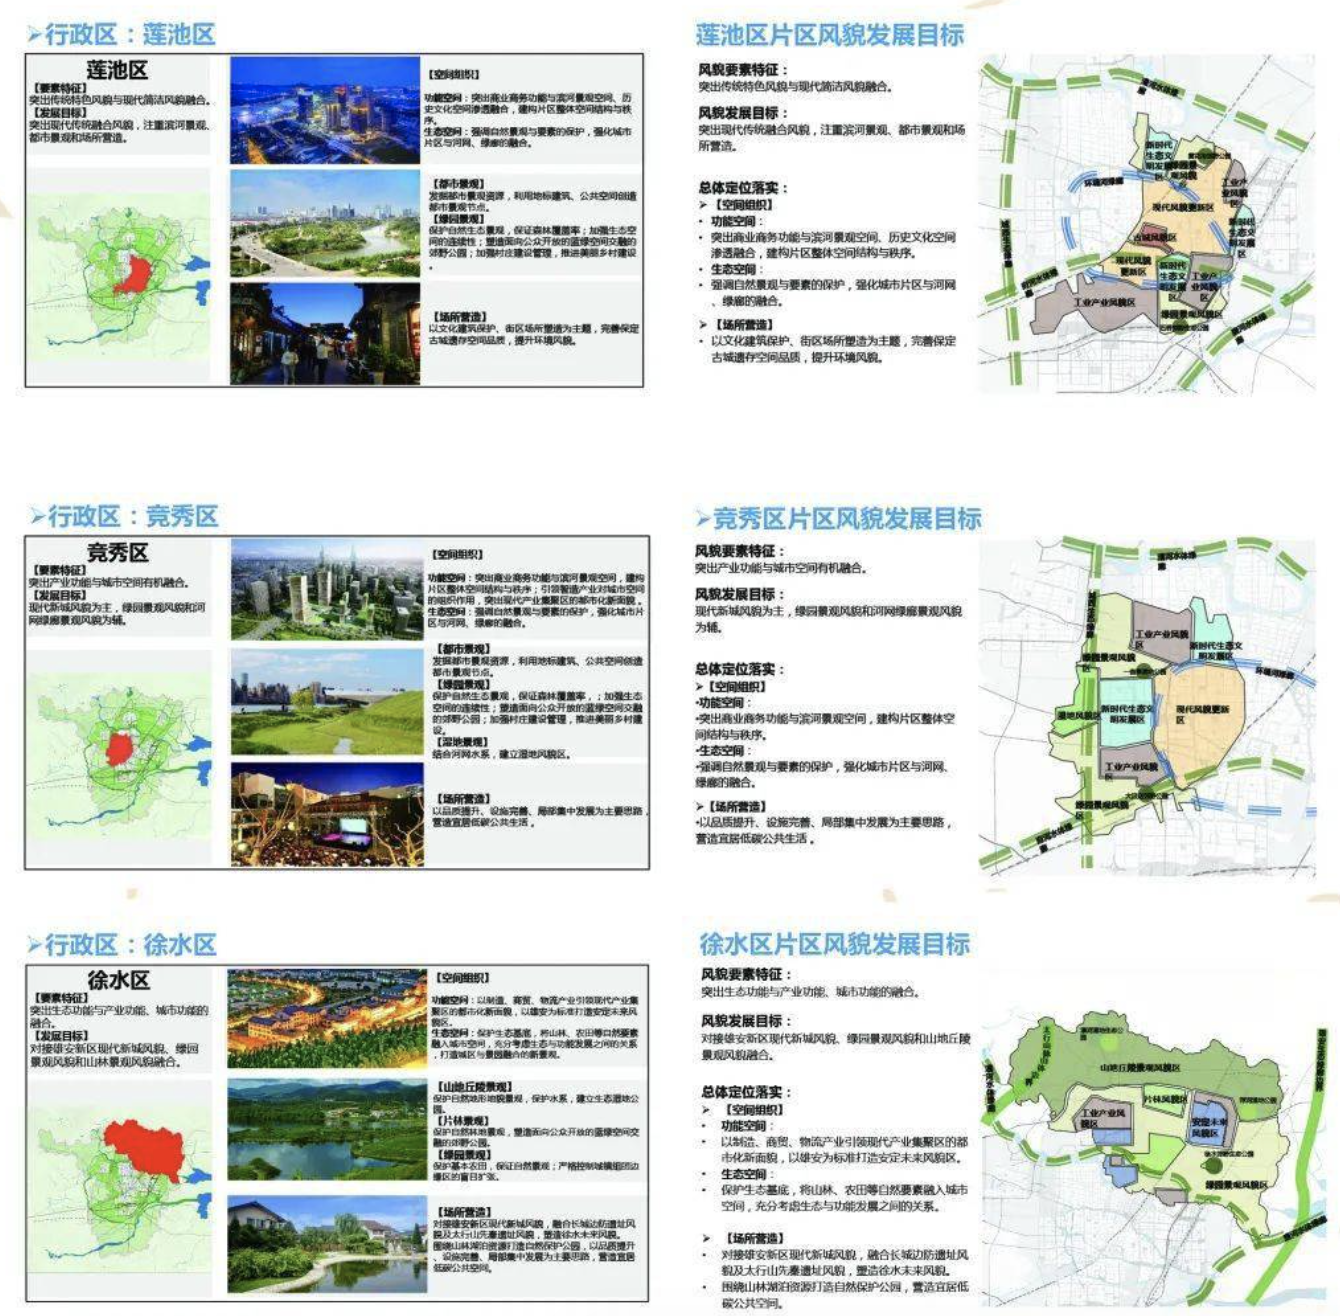 ➢行政区：莲池区
莲池区
【要素特征】
突出传统特色风貌与现代简洁风貌融合。
【发展目标】
突出现代传统融合风貌，注重滨河景观、
都市景观和场所营造。
【空间组织】
功能空间：突出商业商务功能与滨河景观空间、历
史文化空间渗透融合，建构片区整体空间结构与秩
序。
生态空间：强调自然景观与要素的保护，强化城市
片区与河网、绿廊的融合。
【都市景观】
发掘都市景观资源，利用地标建筑、公共空间创造
都市景观节点。
【绿园景观】
保护自然生态景观，保证森林覆盖率；加强生态空
间的连续性；塑造面向公众开放的蓝绿空间交融的
郊野公园；加强村庄建设管理，推进美丽乡村建设
。
【场所营造】
以文化建筑保护、街区场所塑造为主题，完善保定
古城遗存空间品质，提升环境风貌。
莲池区片区风貌发展目标
风貌要素特征：
突出传统特色风貌与现代简洁风貌融合。
风貌发展目标：
突出现代传统融合风貌，注重滨河景观、都市景观和场
所营造。
总体定位落实：
➢【空间组织】
• 功能空间：
• 突出商业商务功能与滨河景观空间、历史文化空间
渗透融合，建构片区整体空间结构与秩序。
• 生态空间：
• 强调自然景观与要素的保护，强化城市片区与河网
、绿廊的融合。
➢【场所营造】
• 以文化建筑保护、街区场所塑造为主题，完善保定
古城遗存空间品质，提升环境风貌。
新时代
生态文
明发展
区
工业产
业风貌
区
环城河绿廊
现代风貌更新区
古城风貌区
现代风貌
更新区
新时代
生态文
明发展
区
工业产
业风貌
区
新时代
生态文
明发展
区
工业产业风貌区
绿园景观风貌区
➢行政区：竞秀区
竞秀区
【要素特征】
突出产业功能与城市空间有机融合。
【发展目标】
现代新城风貌为主，绿园景观风貌和河
网绿廊景观风貌为辅。
【空间组织】
功能空间：突出商业商务功能与滨河景观空间，建构
片区整体空间结构与秩序；引领智造产业对城市空间
的组织作用，突出现代产业集聚区的都市化新面貌。
生态空间：强调自然景观与要素的保护，强化城市片
区与河网、绿廊的融合。
【都市景观】
发掘都市景观资源，利用地标建筑、公共空间创造
都市景观节点。
【绿园景观】
保护自然生态景观，保证森林覆盖率，；加强生态
空间的连续性；塑造面向公众开放的蓝绿空间交融
的郊野公园；加强村庄建设管理，推进美丽乡村建
设。
【湿地景观】
结合河网水系，建立湿地风貌区。
【场所营造】
以品质提升、设施完善、局部集中发展为主要思路，
营造宜居低碳公共生活。
➢竞秀区片区风貌发展目标
风貌要素特征：
突出产业功能与城市空间有机融合。
风貌发展目标：
现代新城风貌为主，绿园景观风貌和河网绿廊景观风貌
为辅。
总体定位落实：
➢【空间组织】
•功能空间：
•突出商业商务功能与滨河景观空间，建构片区整体空
间结构与秩序。
•生态空间：
•强调自然景观与要素的保护，强化城市片区与河网、
绿廊的融合。
➢【场所营造】
•以品质提升、设施完善、局部集中发展为主要思路，
营造宜居低碳公共生活。
工业产业风貌
区
新时代生态文
明发展区
绿园景观风貌
区
环城河绿廊
湿地风貌区
新时代生态文
明发展区
现代风貌更新
区
工业产业风貌
区
绿园景观风貌
区
➢行政区：徐水区
徐水区
【要素特征】
突出生态功能与产业功能、城市功能的
融合。
【发展目标】
对接雄安新区现代新城风貌、绿园
景观风貌和山林景观风貌融合。
【空间组织】
功能空间：以制造、商贸、物流产业引领现代产业集
聚区的都市化新面貌，以雄安为标准打造安定未来风
貌区。
生态空间：保护生态基底，将山林、农田等自然要素
融入城市空间，充分考虑生态与功能发展之间的关系
，打造城区与景园融合的新景观。
【山地丘陵景观】
保护自然地形地貌景观，保护水系，建立生态湿地公
园。
【片林景观】
保护自然林地景观，塑造面向公众开放的蓝绿空间交
融的郊野公园。
【绿园景观】
保护基本农田，保证自然景观；严格控制城镇组团边
缘区的盲目扩张。
【场所营造】
对接雄安新区现代新城风貌，融合长城边防遗址风
貌及太行山先秦遗址风貌，塑造徐水未来风貌。
围绕山林湖泊资源打造自然保护公园，以品质提升
、设施完善、局部集中发展为主要思路，营造宜居
低碳公共空间。
徐水区片区风貌发展目标
风貌要素特征：
突出生态功能与产业功能、城市功能的融合。
风貌发展目标：
对接雄安新区现代新城风貌、绿园景观风貌和山地丘陵
景观风貌融合。
总体定位落实：
➢ 【空间组织】
• 功能空间：
• 以制造、商贸、物流产业引领现代产业集聚区的都
市化新面貌，以雄安为标准打造安定未来风貌区。
• 生态空间：
• 保护生态基底，将山林、农田等自然要素融入城市
空间，充分考虑生态与功能发展之间的关系。
➢ 【场所营造】
• 对接雄安新区现代新城风貌，融合长城边防遗址风
貌及太行山先秦遗址风貌，塑造徐水未来风貌。
• 围绕山林湖泊资源打造自然保护公园，营造宜居低
碳公共空间。
山地丘陵景观风貌区
片林风貌区
工业产业风
貌区
安定未来
风貌区
绿园景观风貌区